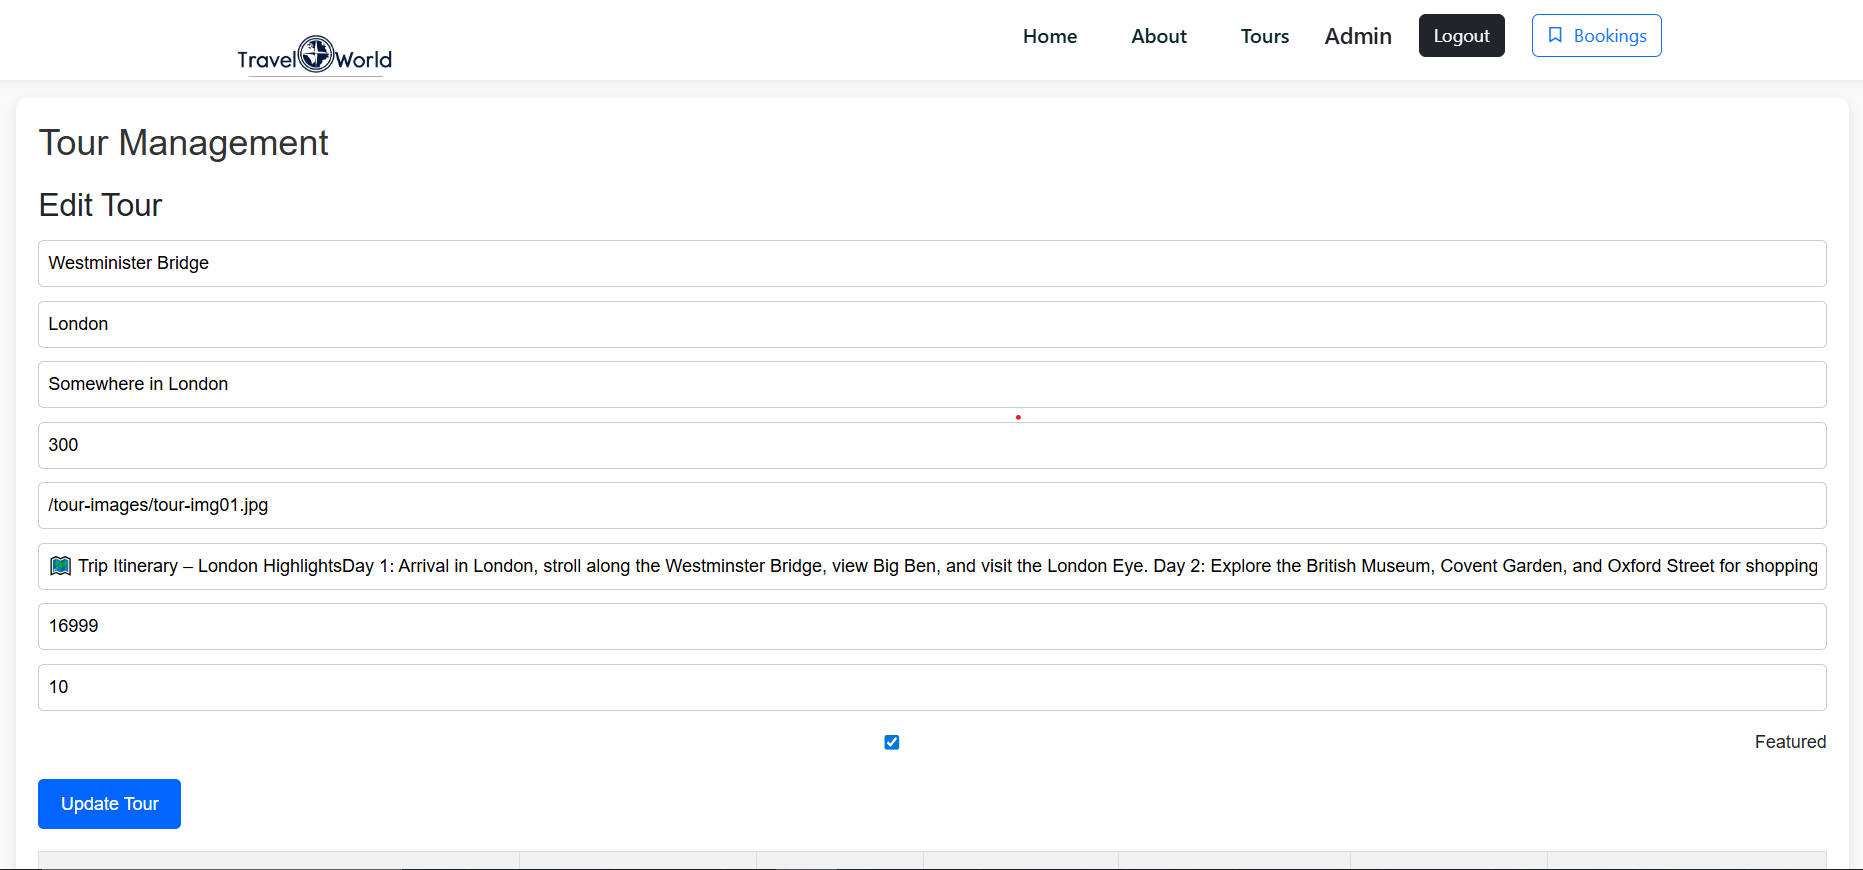 Travel World
Home About Tours Admin Logout Bookings
Tour Management
Edit Tour
Westminister Bridge
London
Somewhere in London
300
/tour-images/tour-img01.jpg
🗺️ Trip Itinerary – London HighlightsDay 1: Arrival in London, stroll along the Westminster Bridge, view Big Ben, and visit the London Eye. Day 2: Explore the British Museum, Covent Garden, and Oxford Street for shopping
16999
10
Featured
Update Tour